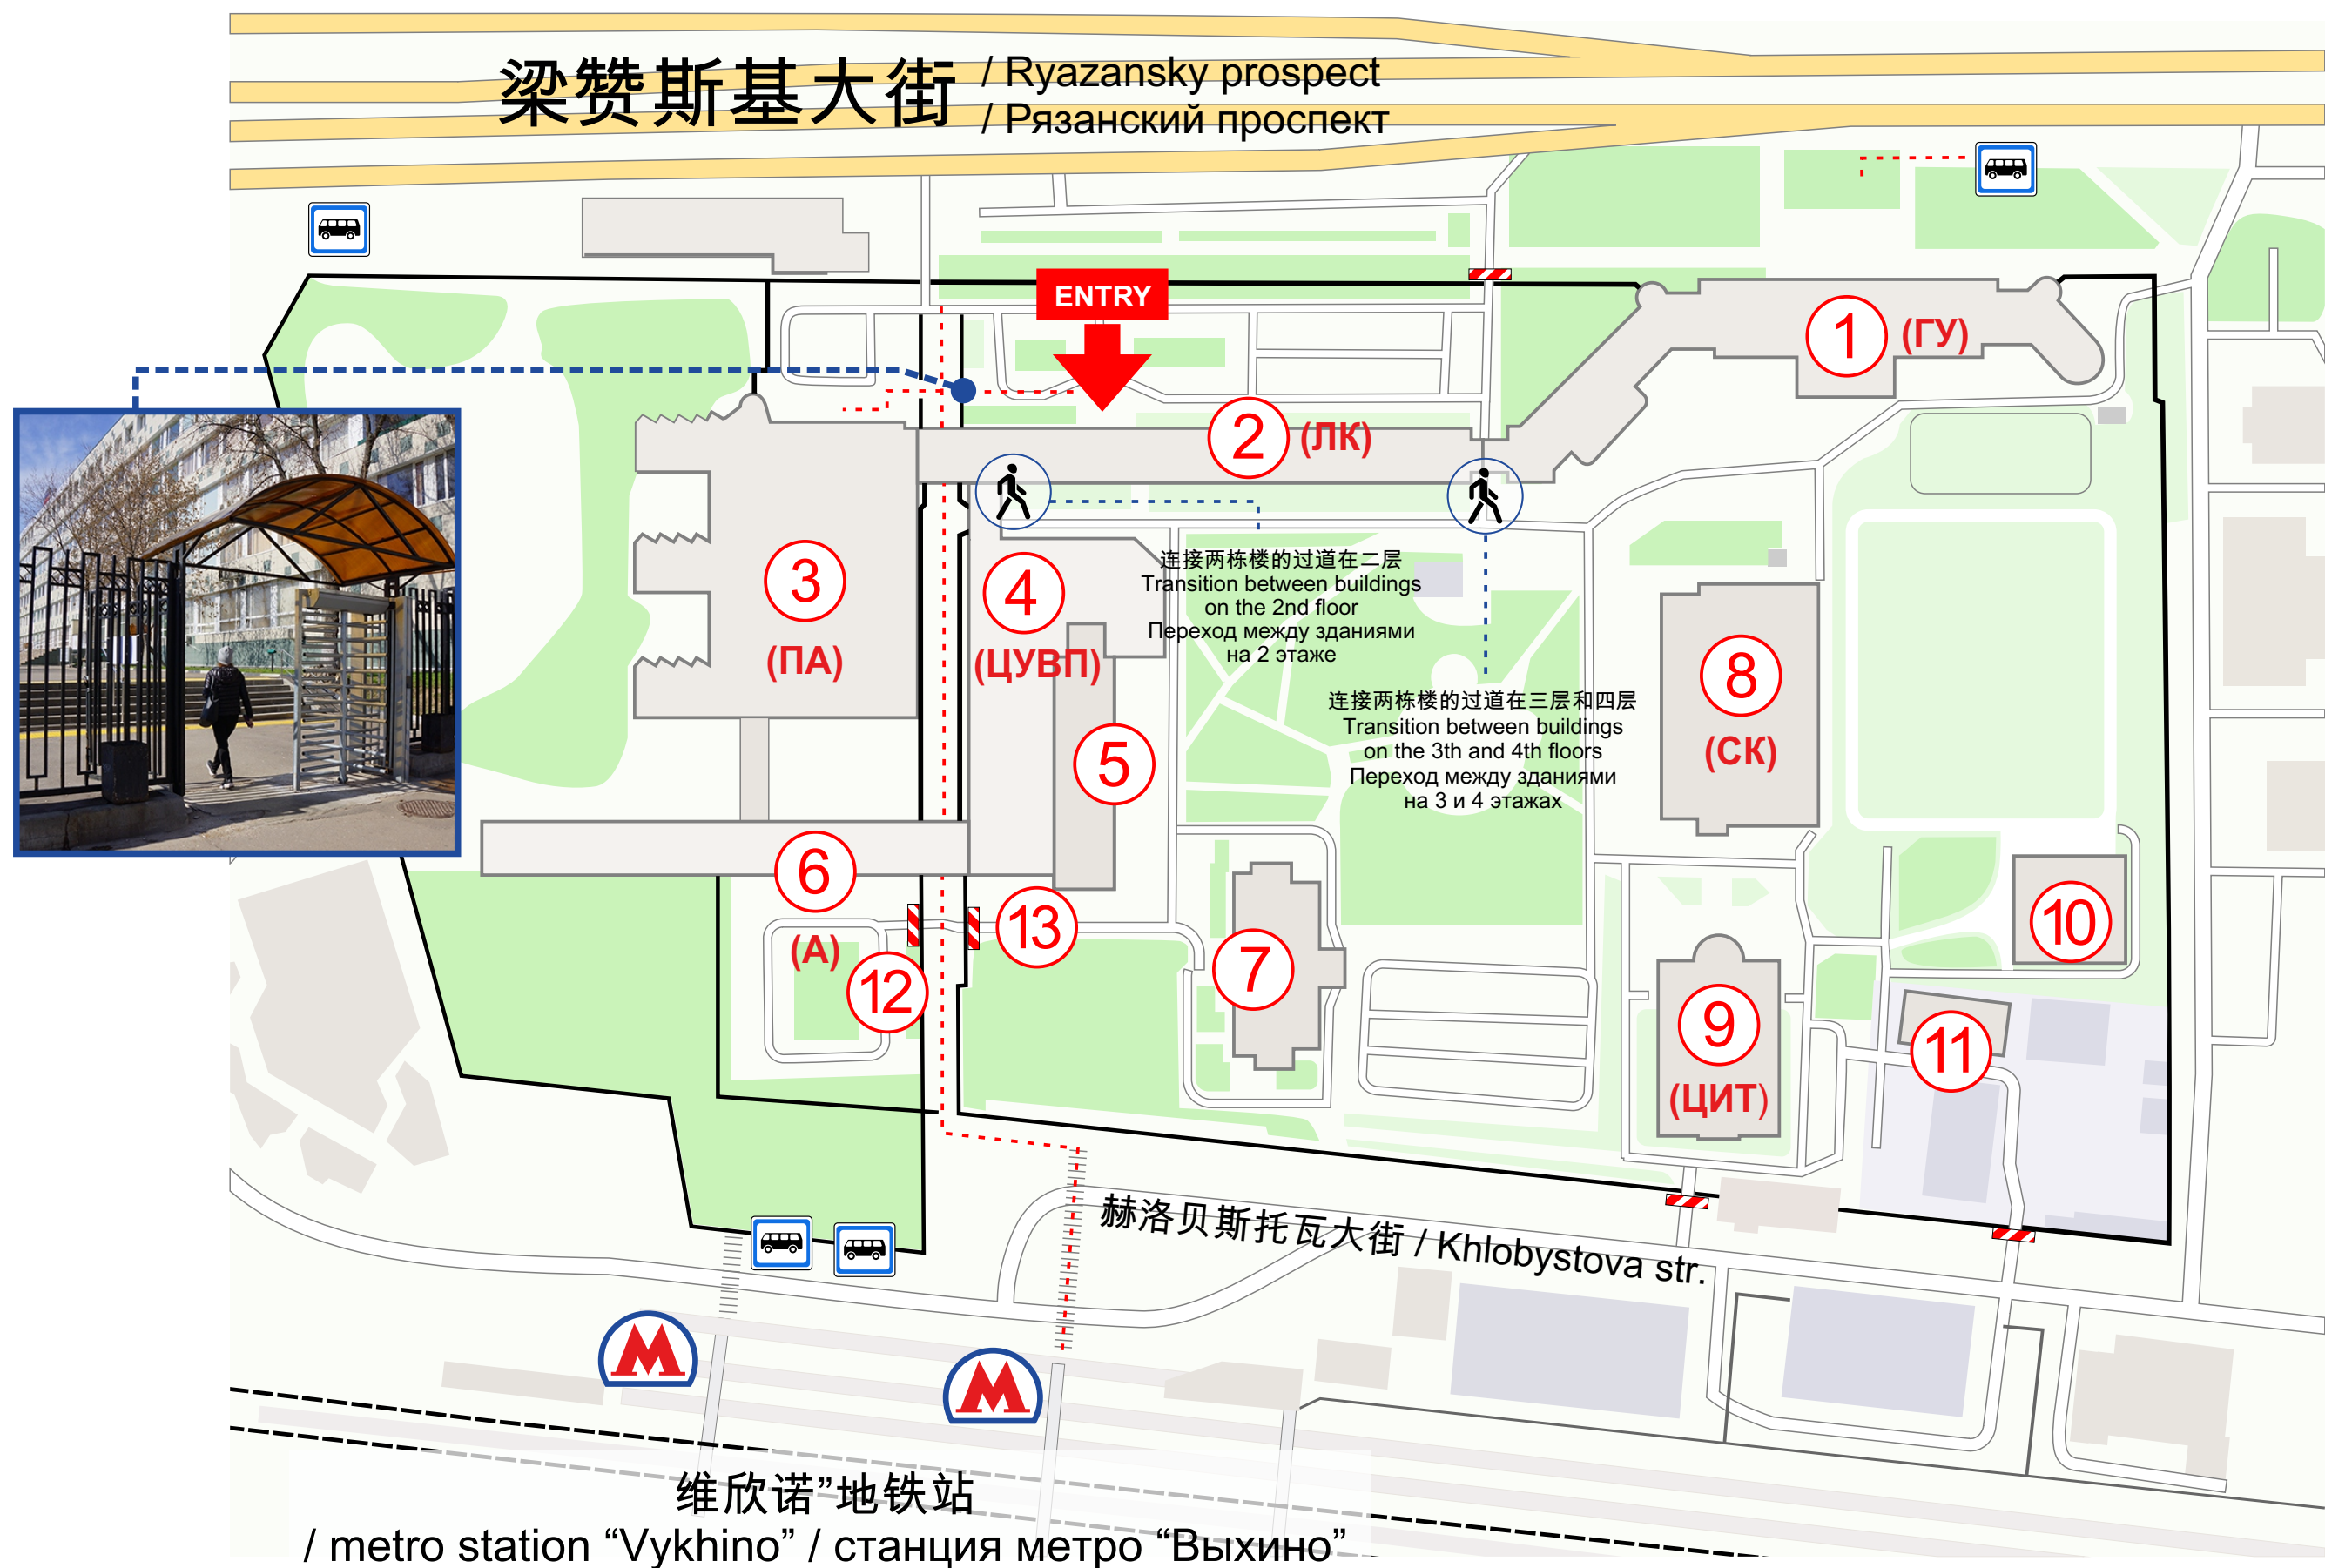 梁赞斯基大街
/ Ryazansky prospect
/ Рязанский проспект
ENTRY
1 (ГУ)
2 (ЛК)
连接两栋楼的过道在二层
Transition between buildings
on the 2nd floor
Переход между зданиями
на 2 этаже
3
(ПА)
4
(ЦУВП)
连接两栋楼的过道在三层和四层
Transition between buildings
on the 3th and 4th floors
Переход между зданиями
на 3 и 4 этажах
8
(СК)
5
6
(А)
13
12
7
10
9
(ЦИТ)
11
赫洛贝斯托瓦大街 / Khlobystova str.
М
М
维欣诺”地铁站
/ metro station “Vykhino” / станция метро “Выхино”